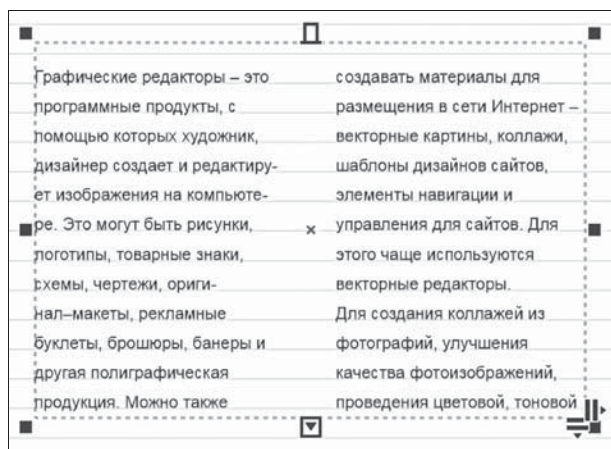 Графические редакторы – это
программные продукты, с
помощью которых художник,
дизайнер создает и редактиру-
ет изображения на компьюте-
ре. Это могут быть рисунки,
логотипы, товарные знаки,
схемы, чертежи, ориги-
нал–макеты, рекламные
буклеты, брошюры, банеры и
другая полиграфическая
продукция. Можно также
создавать материалы для
размещения в сети Интернет –
векторные картины, коллажи,
шаблоны дизайнов сайтов,
элементы навигации и
управления для сайтов. Для
этого чаще используются
векторные редакторы.
Для создания коллажей из
фотографий, улучшения
качества фотоизображений,
проведения цветовой, тоновой